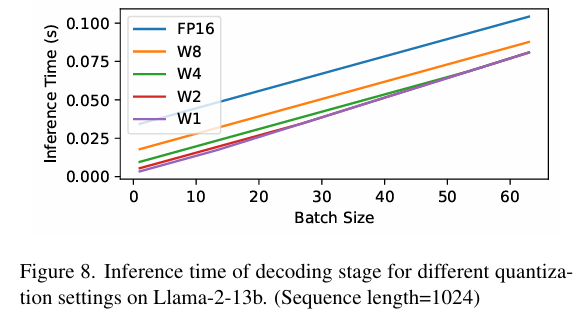 0.100
0.075
0.050
0.025
0.000
Inference Time (s)
FP16
W8
W4
W2
W1
0 10 20 30 40 50 60
Batch Size
Figure 8. Inference time of decoding stage for different quantiza-
tion settings on Llama-2-13b. (Sequence length=1024)